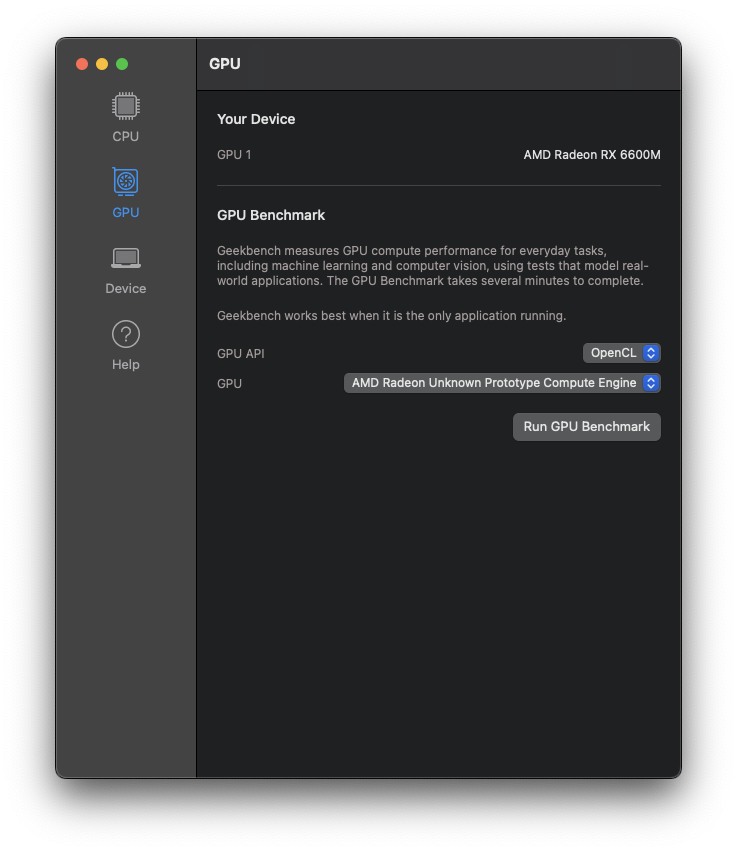 GPU
CPU
GPU
Device
Help
Your Device
GPU 1 AMD Radeon RX 6600M
GPU Benchmark
Geekbench measures GPU compute performance for everyday tasks,
including machine learning and computer vision, using tests that model real-
world applications. The GPU Benchmark takes several minutes to complete.
Geekbench works best when it is the only application running.
GPU API OpenCL
GPU AMD Radeon Unknown Prototype Compute Engine
Run GPU Benchmark